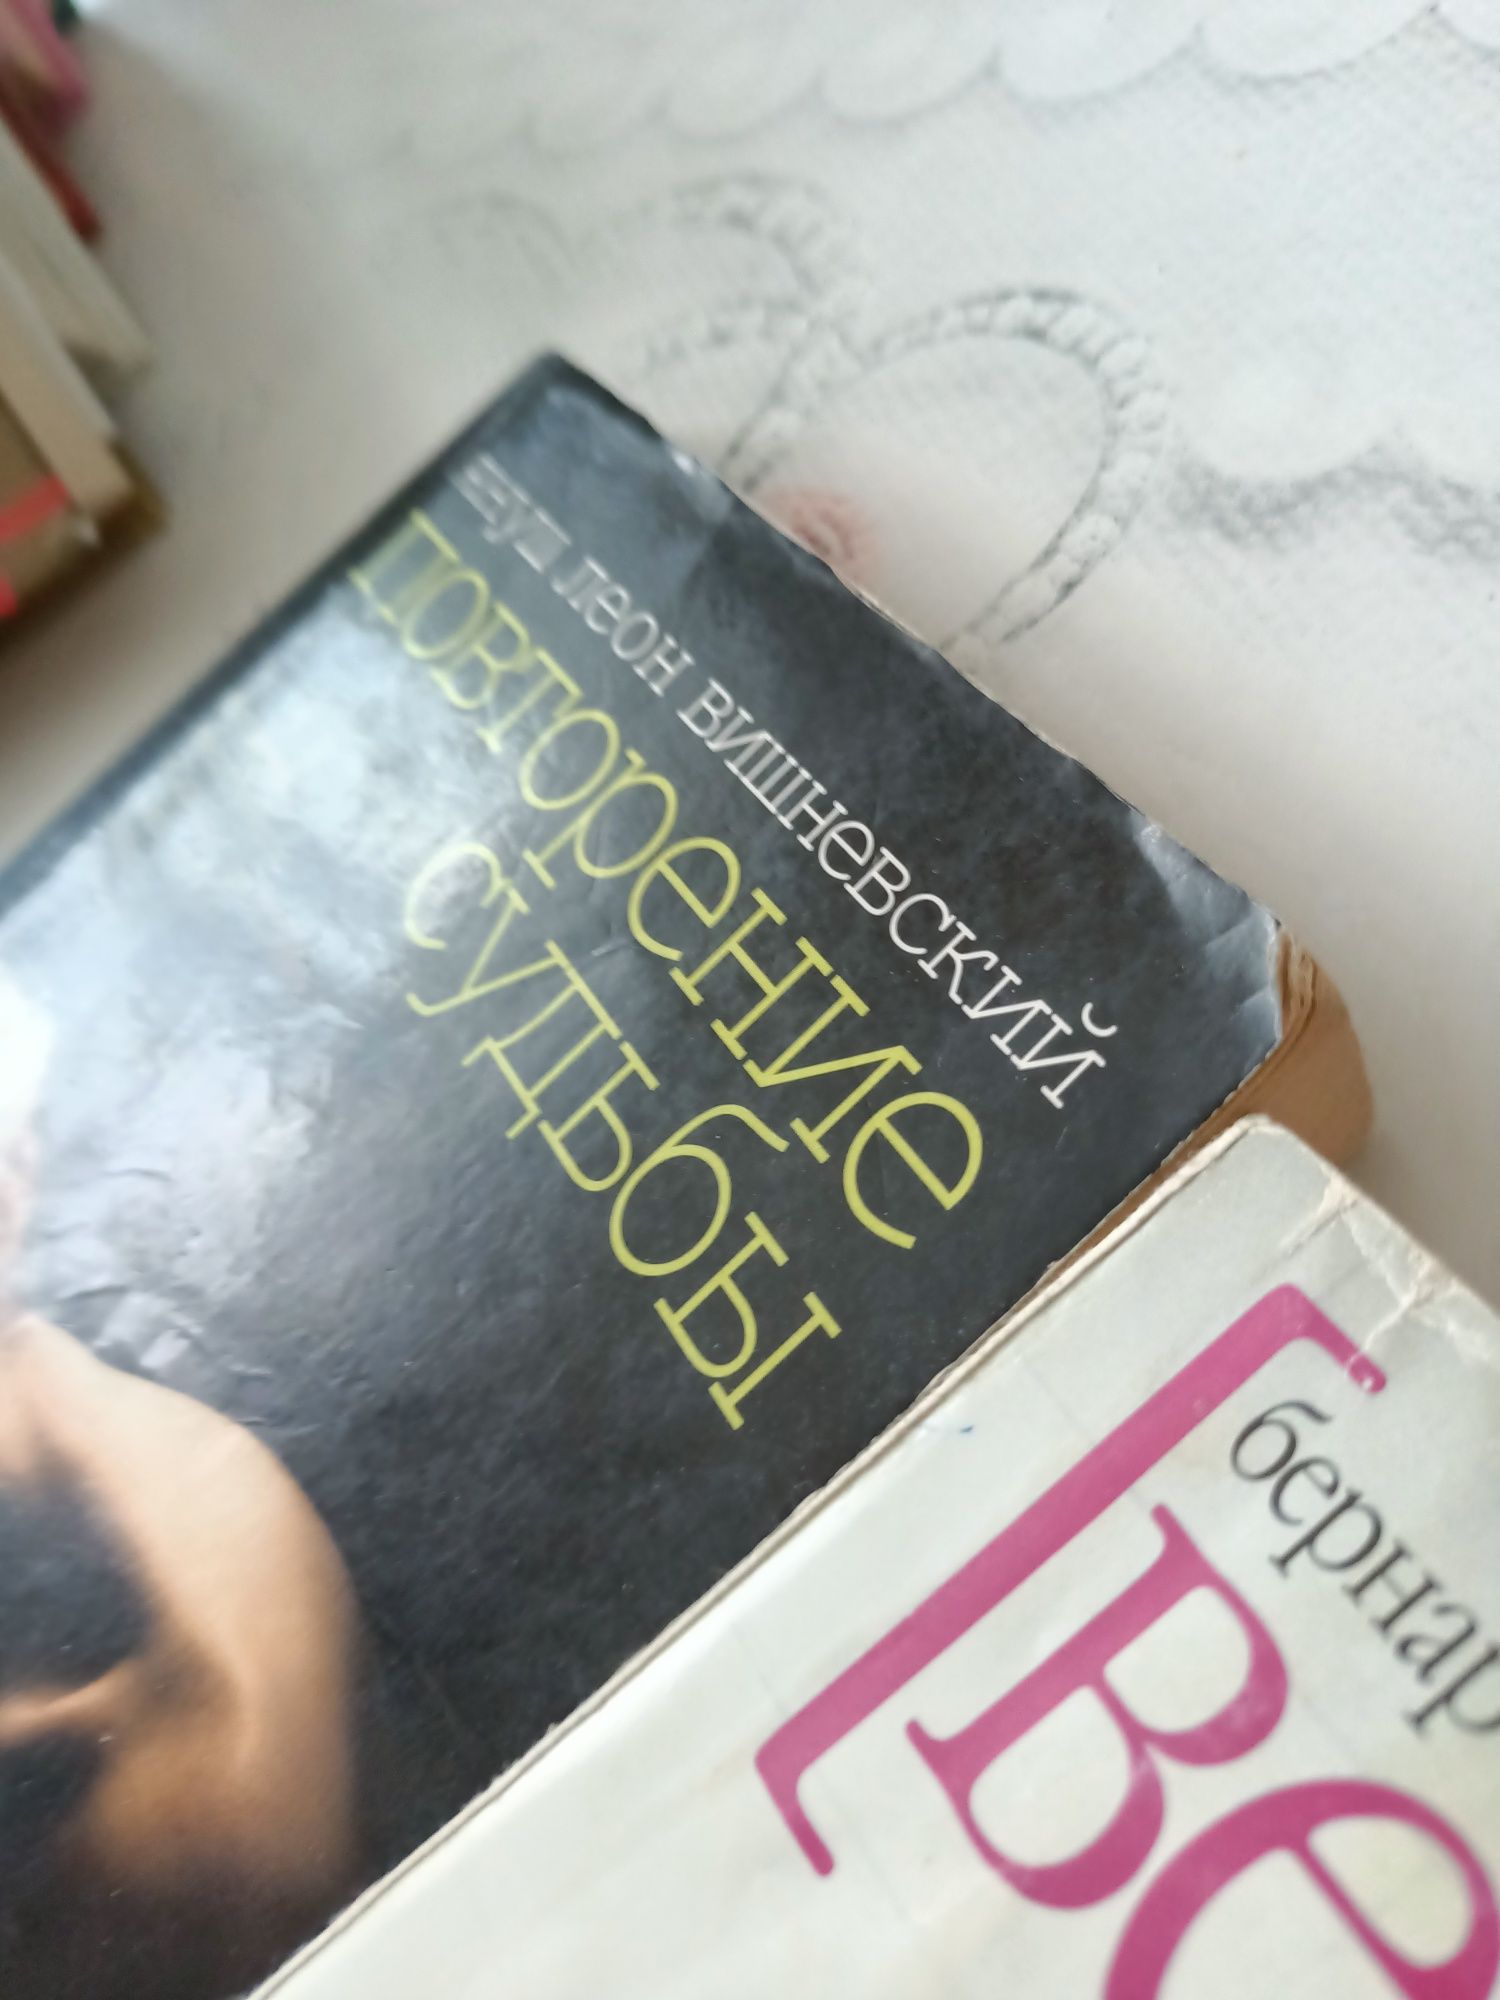 леон вишневский
повторение
судьбы
[
бернар
Ве